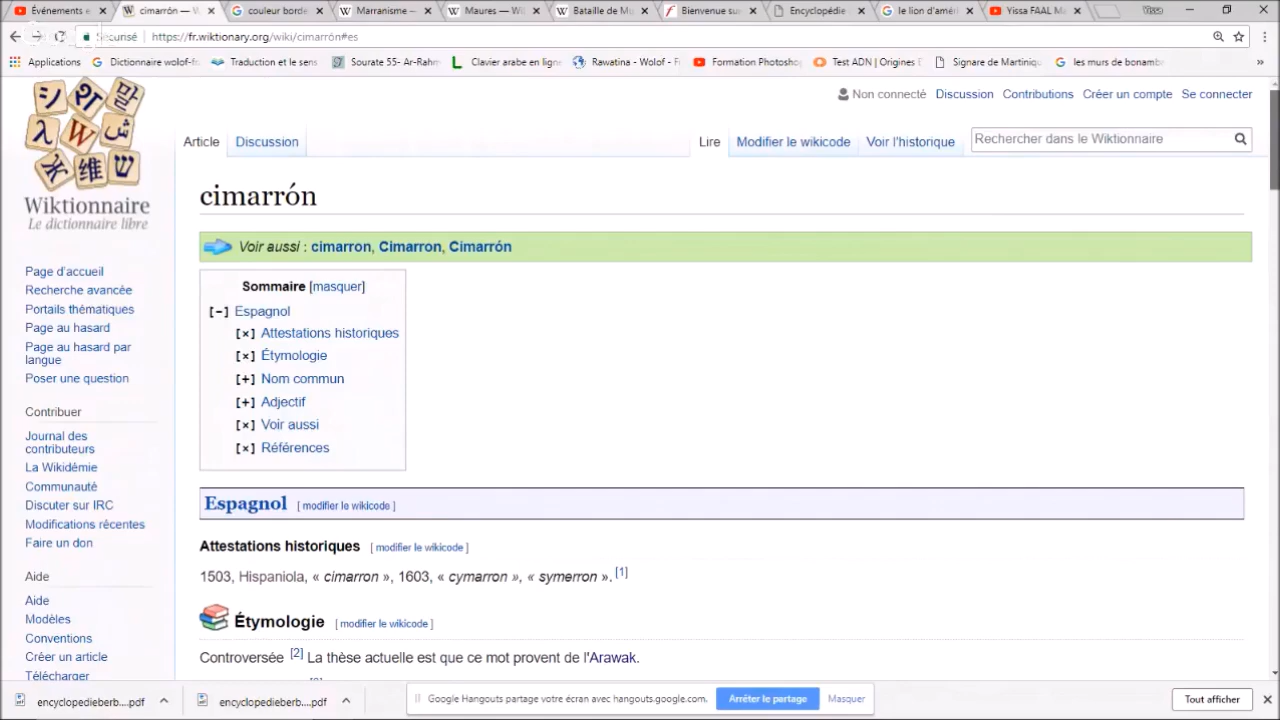 Événements e
cimarrón — W
couleur borde
Marranisme —
Maures — Wi
Bataille de Mu
Bienvenue su
Encyclopédie
le lion d'amér
Yissa FAAL M
Yissa
Sécurisé
https://fr.wiktionary.org/wiki/cimarrón#es
Applications
Dictionnaire wolof-f
Traduction et le sens
Sourate 55- Ar-Rahm
Clavier arabe en ligne
Rawatina - Wolof - F
Formation Photoshop
Test ADN | Origines E
Signare de Martiniqu
les murs de bonamb
»
Non connecté Discussion Contributions Créer un compte Se connecter
Article Discussion Lire Modifier le wikicode Voir l'historique Rechercher dans le Wiktionnaire
シ
말
λ
W
ش
维
ש
Wiktionnaire
Le dictionnaire libre
Page d'accueil
Recherche avancée
Portails thématiques
Page au hasard
Page au hasard par
langue
Poser une question
Contribuer
Journal des
contributeurs
La Wikidémie
Communauté
Discuter sur IRC
Modifications récentes
Faire un don
Aide
Aide
Modèles
Conventions
Créer un article
Télécharger
cimarrón
Voir aussi : cimarron, Cimarron, Cimarrón
Sommaire [masquer]
[−] Espagnol
[×] Attestations historiques
[×] Étymologie
[+] Nom commun
[+] Adjectif
[×] Voir aussi
[×] Références
Espagnol [ modifier le wikicode ]
Attestations historiques [ modifier le wikicode ]
1503, Hispaniola, « cimarron », 1603, « cymarron », « symerron ». [1]
Étymologie [ modifier le wikicode ]
Controversée [2] La thèse actuelle est que ce mot provent de l'Arawak.
encyclopedieberb....pdf
encyclopedieberb....pdf
Google Hangouts partage votre écran avec hangouts.google.com.
Arrêter le partage
Masquer
Tout afficher